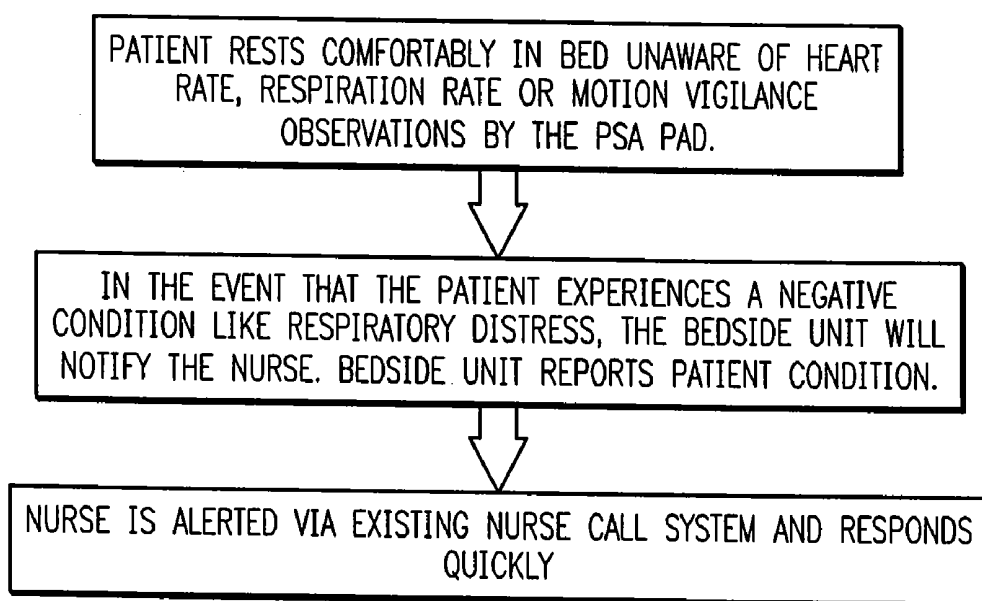 PATIENT RESTS COMFORTABLY IN BED UNAWARE OF HEART
RATE, RESPIRATION RATE OR MOTION VIGILANCE
OBSERVATIONS BY THE PSA PAD.
IN THE EVENT THAT THE PATIENT EXPERIENCES A NEGATIVE
CONDITION LIKE RESPIRATORY DISTRESS, THE BEDSIDE UNIT WILL
NOTIFY THE NURSE. BEDSIDE UNIT REPORTS PATIENT CONDITION.
NURSE IS ALERTED VIA EXISTING NURSE CALL SYSTEM AND RESPONDS
QUICKLY